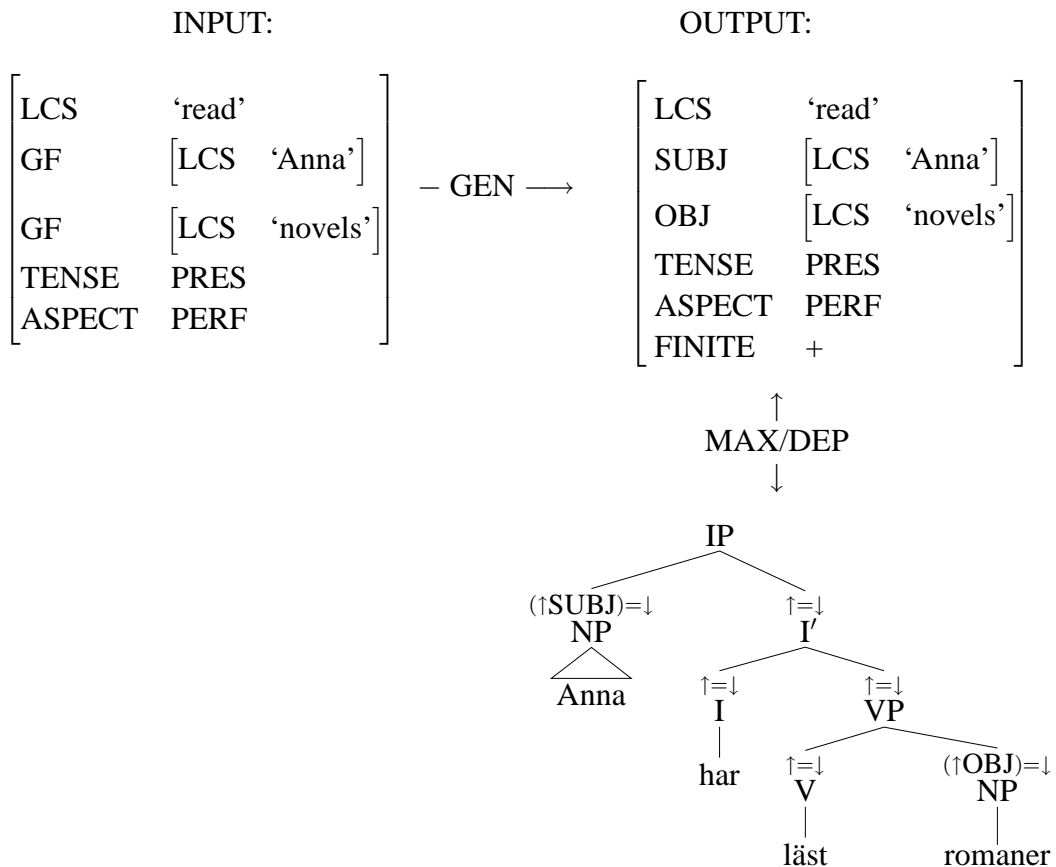 INPUT: OUTPUT:
LCS ‘read’
GF [LCS ‘Anna’]
GF [LCS ‘novels’]
TENSE PRES
ASPECT PERF
− GEN ⟶
LCS ‘read’
SUBJ [LCS ‘Anna’]
OBJ [LCS ‘novels’]
TENSE PRES
ASPECT PERF
FINITE +
↑
MAX/DEP
↓
IP
(↑SUBJ)=↓ ↑=↓
NP I′
Anna ↑=↓ ↑=↓
I VP
har ↑=↓ (↑OBJ)=↓
V NP
läst romaner